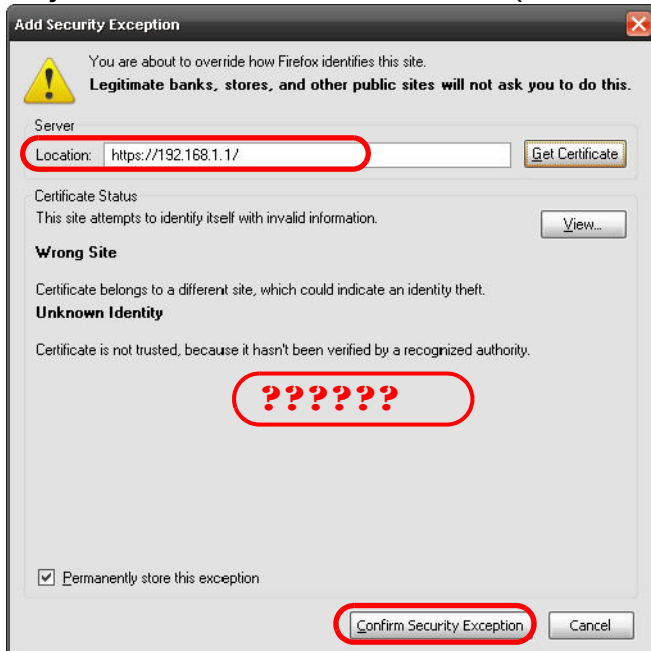 Add Security Exception
You are about to override how Firefox identifies this site.
Legitimate banks, stores, and other public sites will not ask you to do this.
Server
Location: https://192.168.1.1/ Get Certificate
Certificate Status
This site attempts to identify itself with invalid information. View...
Wrong Site
Certificate belongs to a different site, which could indicate an identity theft.
Unknown Identity
Certificate is not trusted, because it hasn't been verified by a recognized authority.
??????
Permanently store this exception
Confirm Security Exception Cancel